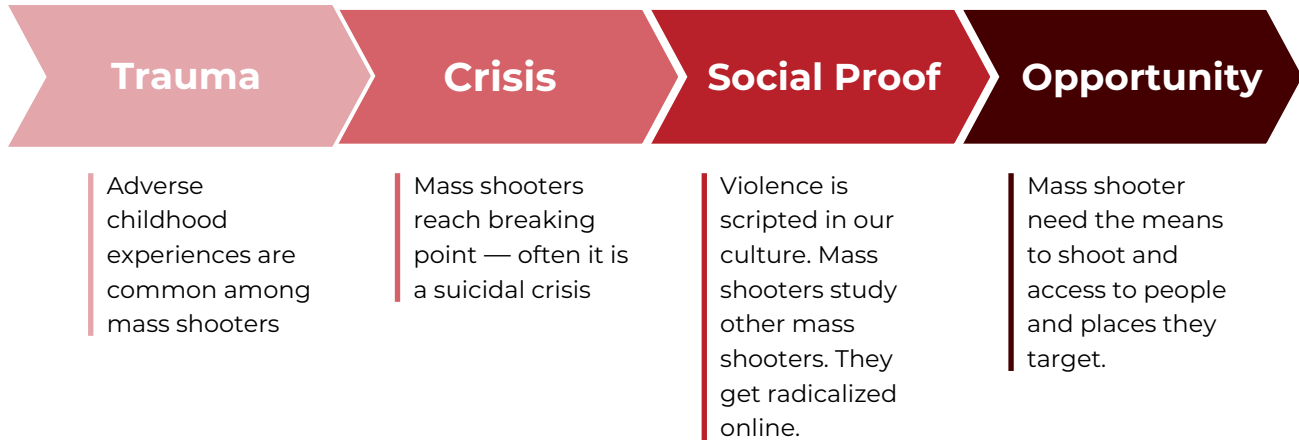 Trauma
Crisis
Social Proof
Opportunity
Adverse
childhood
experiences are
common among
mass shooters
Mass shooters
reach breaking
point — often it is
a suicidal crisis
Violence is
scripted in our
culture. Mass
shooters study
other mass
shooters. They
get radicalized
online.
Mass shooter
need the means
to shoot and
access to people
and places they
target.